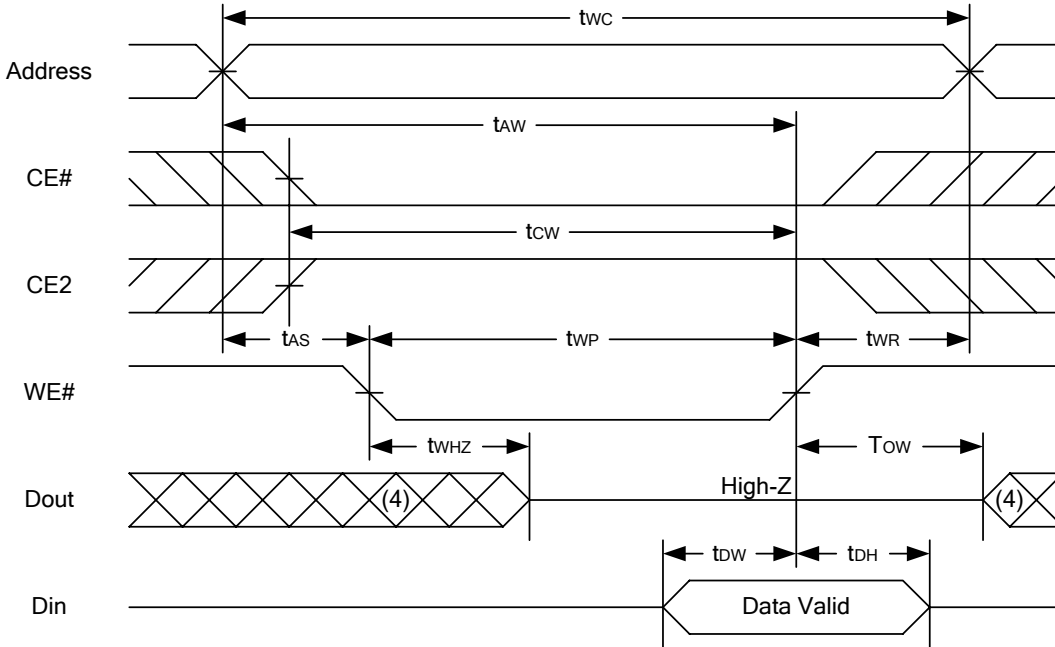 tWC
Address
tAW
CE#
tCW
CE2
tAS tWP tWR
WE#
tWHZ TOW
Dout (4) High-Z (4)
tDW tDH
Din Data Valid